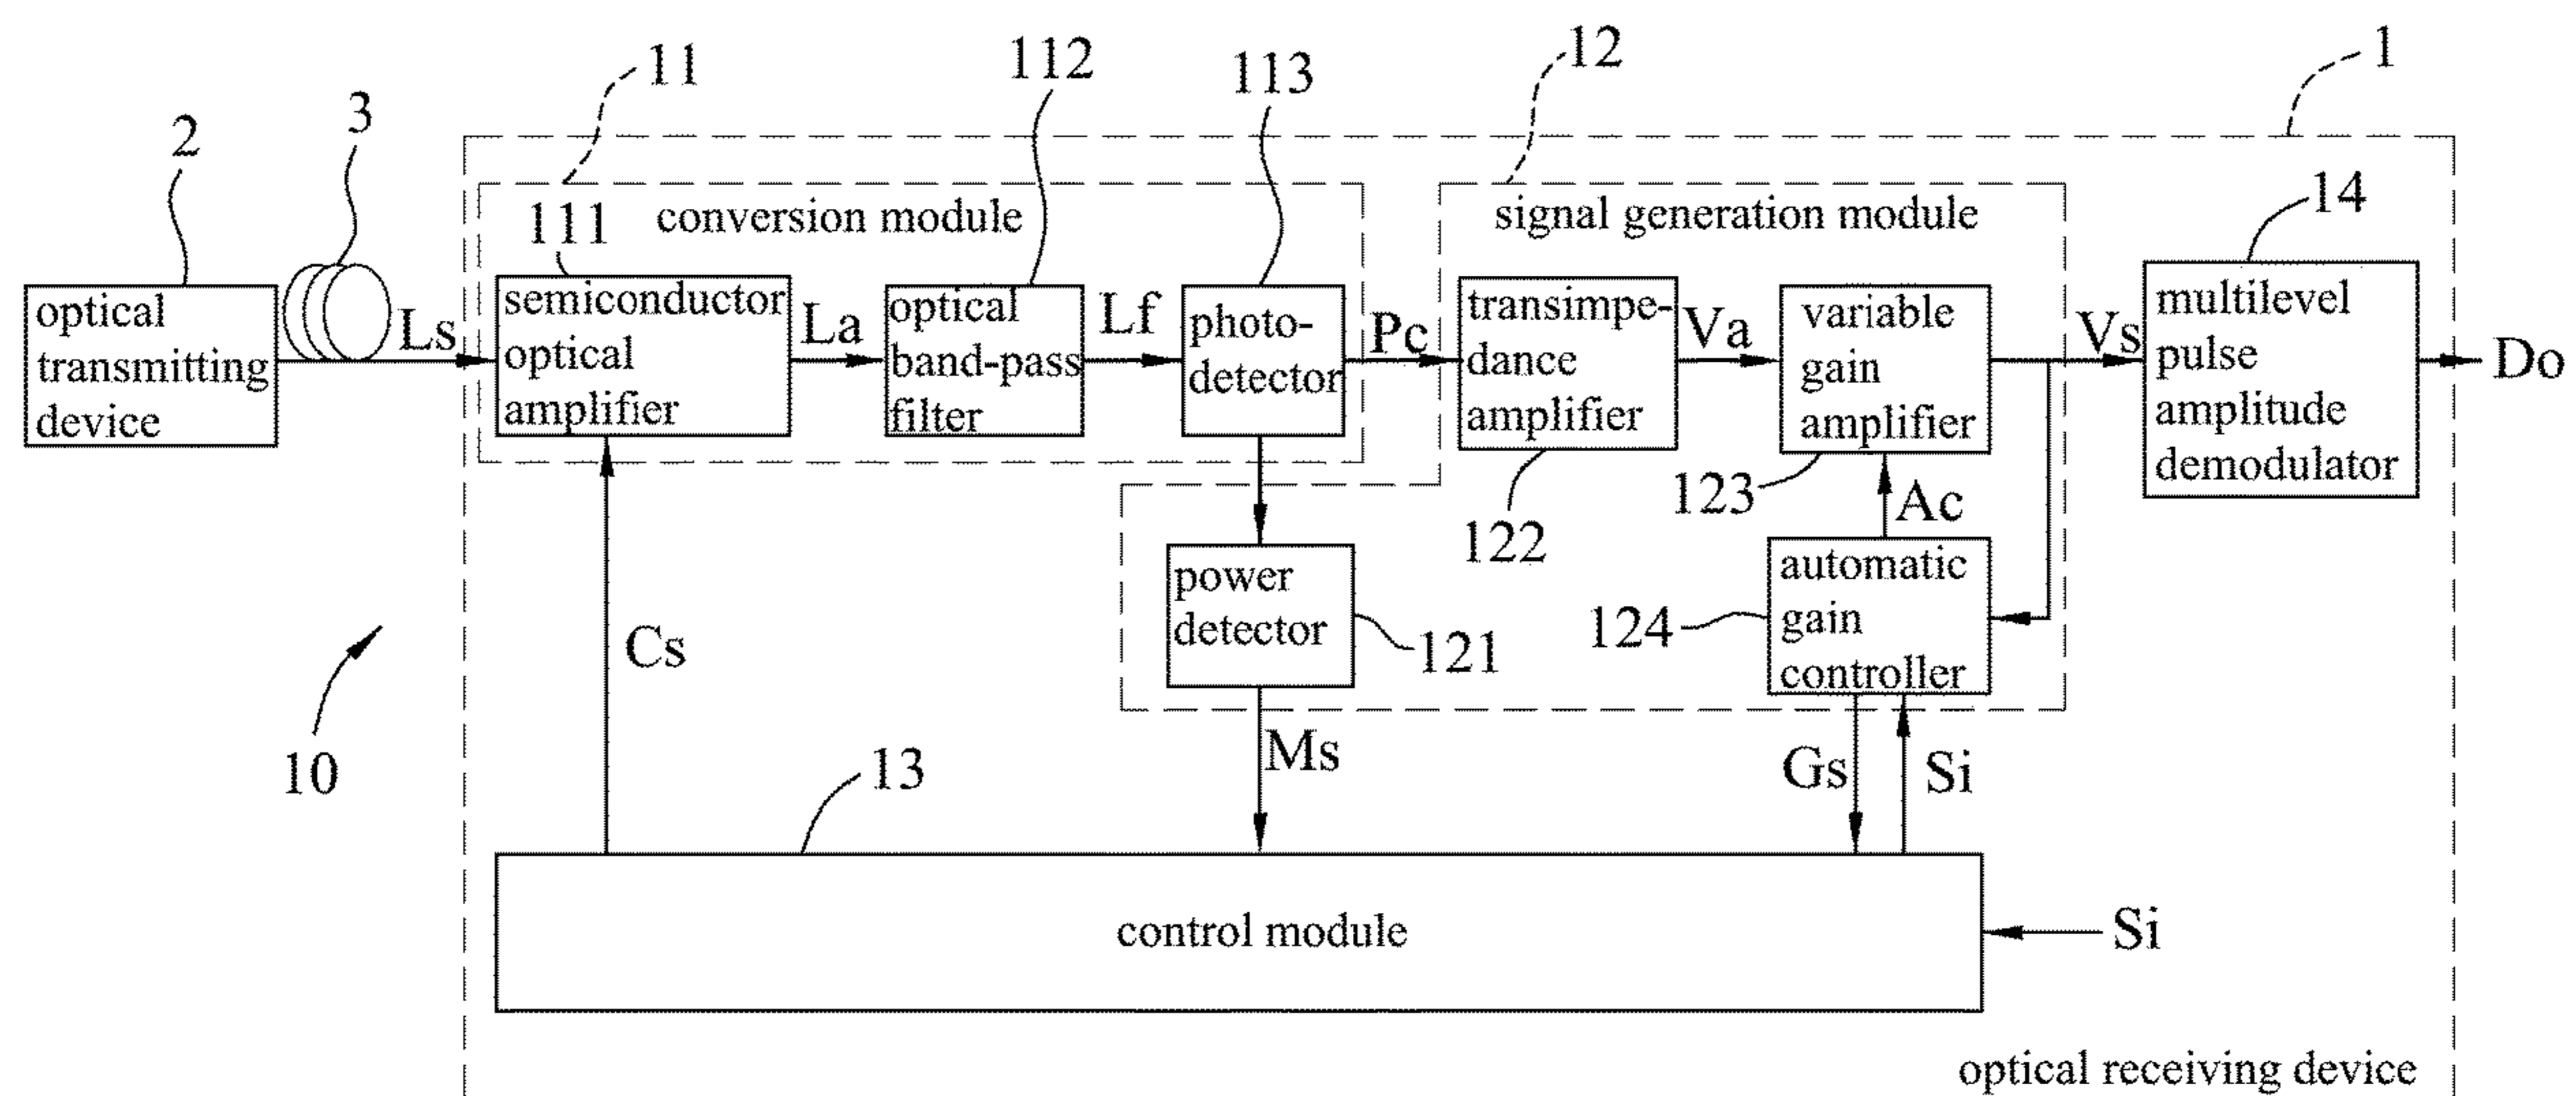 11
112
113
12
1
2
3
conversion module
signal generation module
14
111
optical
transmitting
device
Ls
semiconductor
optical
amplifier
La
optical
band-pass
filter
Lf
photo-
detector
Pc
transimpe-
dance
amplifier
Va
variable
gain
amplifier
Vs
multilevel
pulse
amplitude
demodulator
Do
122
123
Ac
power
detector
121
124
automatic
gain
controller
Cs
10
13
Ms
Gs
Si
control module
Si
optical receiving device